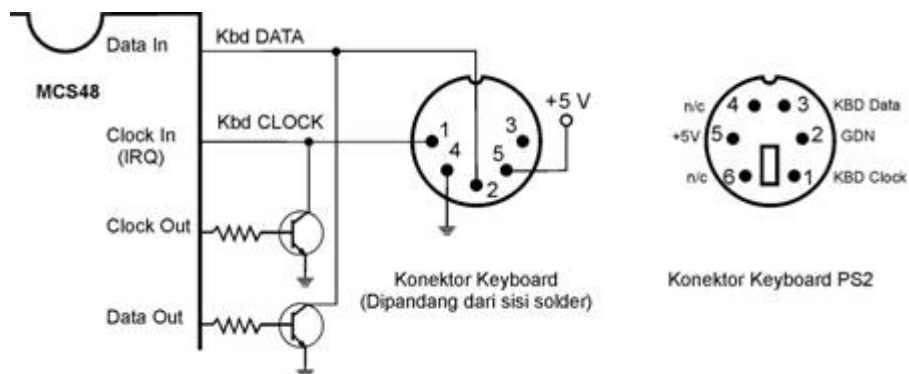 Data In
Kbd DATA
MCS48
Clock In
(IRQ)
Kbd CLOCK
Clock Out
Data Out
+5 V
1
3
4
5
2
Konektor Keyboard
(Dipandang dari sisi solder)
n/c 4 3 KBD Data
+5V 5 2 GDN
n/c 6 1 KBD Clock
Konektor Keyboard PS2